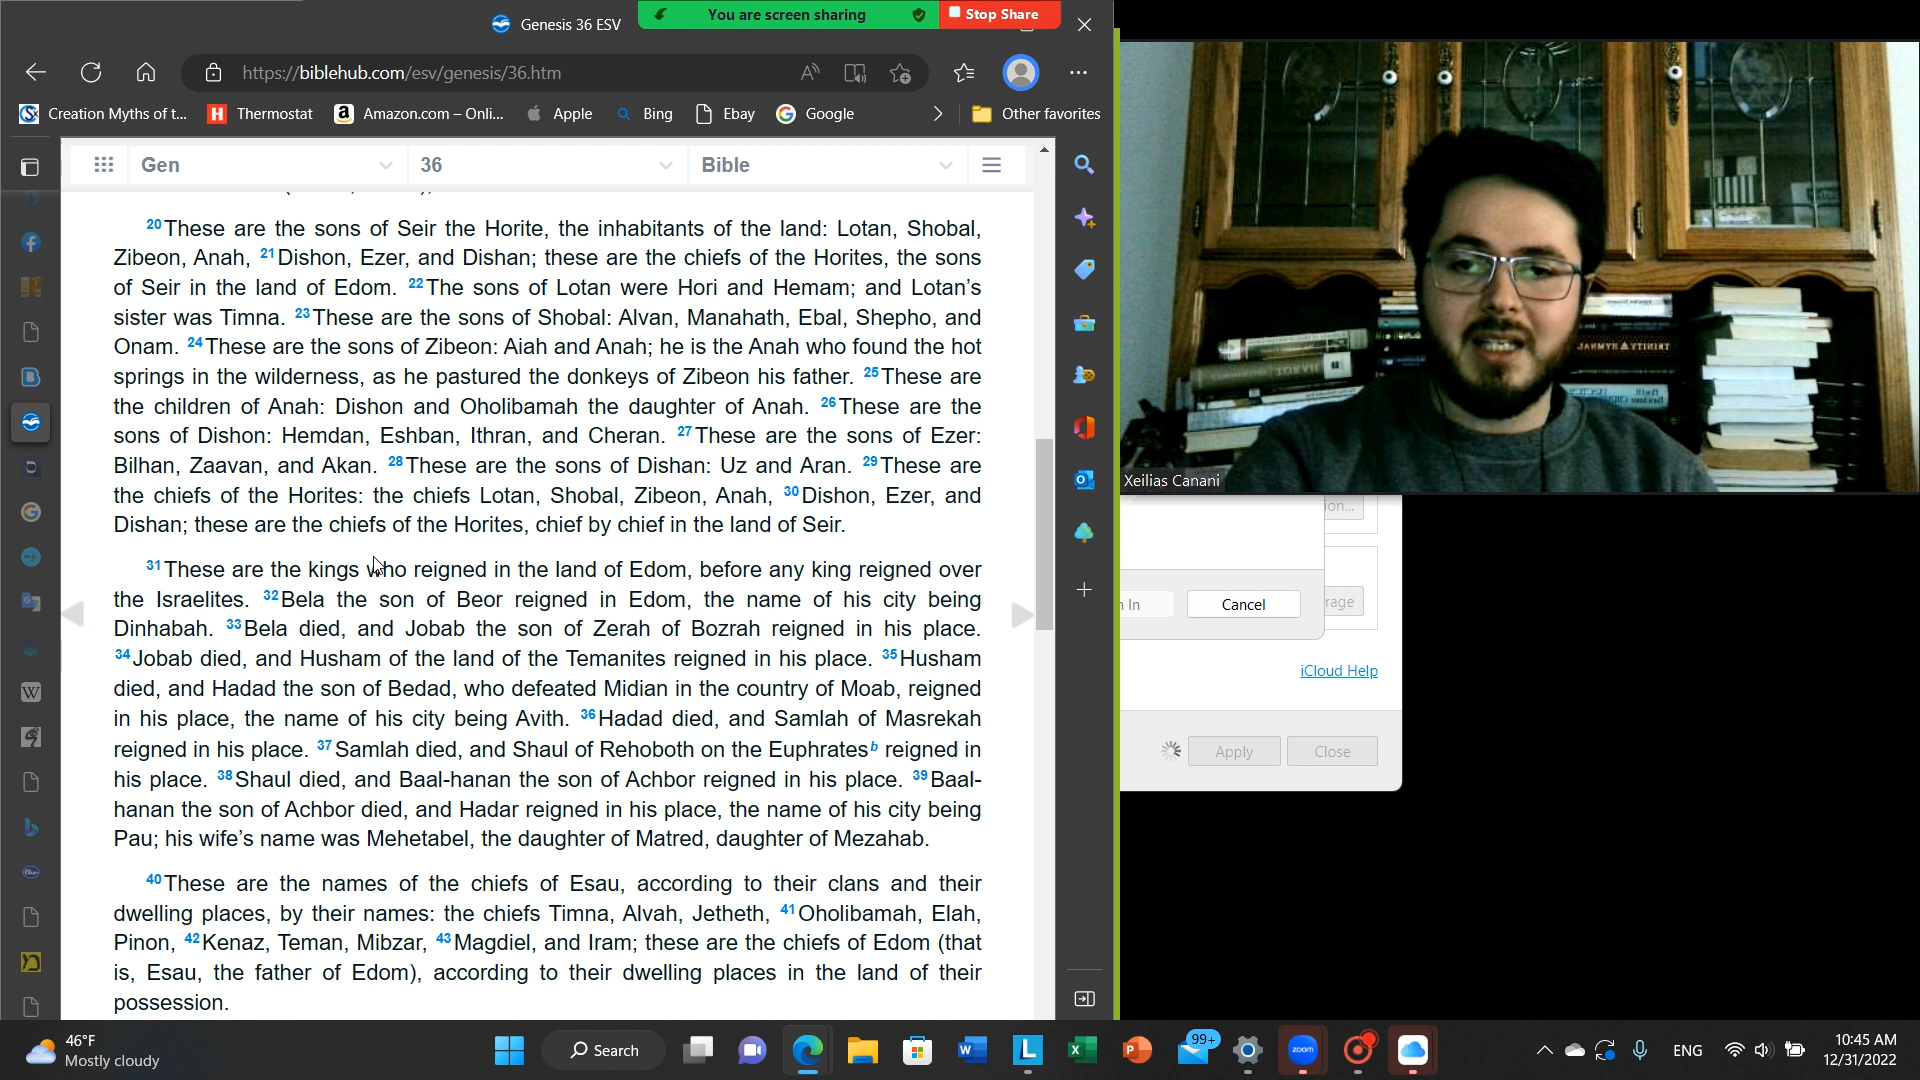 Genesis 36 ESV
You are screen sharing
Stop Share
https://biblehub.com/esv/genesis/36.htm
Creation Myths of t...
Thermostat
Amazon.com – Onli...
Apple
Bing
Ebay
Google
Other favorites
Gen
36
Bible
20These are the sons of Seir the Horite, the inhabitants of the land: Lotan, Shobal,
Zibeon, Anah, 21Dishon, Ezer, and Dishan; these are the chiefs of the Horites, the sons
of Seir in the land of Edom. 22The sons of Lotan were Hori and Hemam; and Lotan's
sister was Timna. 23These are the sons of Shobal: Alvan, Manahath, Ebal, Shepho, and
Onam. 24These are the sons of Zibeon: Aiah and Anah; he is the Anah who found the hot
springs in the wilderness, as he pastured the donkeys of Zibeon his father. 25These are
the children of Anah: Dishon and Oholibamah the daughter of Anah. 26These are the
sons of Dishon: Hemdan, Eshban, Ithran, and Cheran. 27These are the sons of Ezer:
Bilhan, Zaavan, and Akan. 28These are the sons of Dishan: Uz and Aran. 29These are
the chiefs of the Horites: the chiefs Lotan, Shobal, Zibeon, Anah, 30Dishon, Ezer, and
Dishan; these are the chiefs of the Horites, chief by chief in the land of Seir.
31These are the kings who reigned in the land of Edom, before any king reigned over
the Israelites. 32Bela the son of Beor reigned in Edom, the name of his city being
Dinhabah. 33Bela died, and Jobab the son of Zerah of Bozrah reigned in his place.
34Jobab died, and Husham of the land of the Temanites reigned in his place. 35Husham
died, and Hadad the son of Bedad, who defeated Midian in the country of Moab, reigned
in his place, the name of his city being Avith. 36Hadad died, and Samlah of Masrekah
reigned in his place. 37Samlah died, and Shaul of Rehoboth on the Euphratesb reigned in
his place. 38Shaul died, and Baal-hanan the son of Achbor reigned in his place. 39Baal-
hanan the son of Achbor died, and Hadar reigned in his place, the name of his city being
Pau; his wife's name was Mehetabel, the daughter of Matred, daughter of Mezahab.
40These are the names of the chiefs of Esau, according to their clans and their
dwelling places, by their names: the chiefs Timna, Alvah, Jetheth, 41Oholibamah, Elah,
Pinon, 42Kenaz, Teman, Mibzar, 43Magdiel, and Iram; these are the chiefs of Edom (that
is, Esau, the father of Edom), according to their dwelling places in the land of their
possession.
TRINITY HYMNAL
Xeilias Canani
ion...
n In
Cancel
rage
iCloud Help
Apply
Close
46°F
Mostly cloudy
Search
99+
zoom
ENG
10:45 AM
12/31/2022